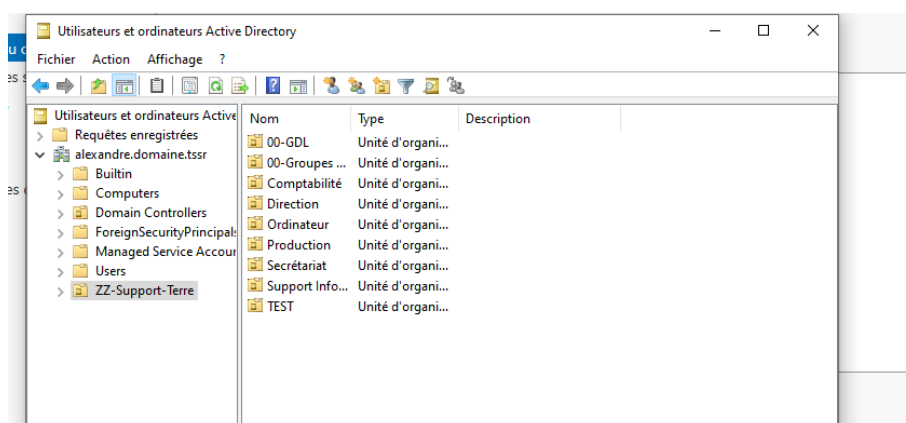 Utilisateurs et ordinateurs Active Directory
Fichier Action Affichage ?
Utilisateurs et ordinateurs Active
Requêtes enregistrées
alexandre.domaine.tssr
Builtin
Computers
Domain Controllers
ForeignSecurityPrincipals
Managed Service Accour
Users
ZZ-Support-Terre
Nom Type Description
00-GDL Unité d'organi...
00-Groupes ... Unité d'organi...
Comptabilité Unité d'organi...
Direction Unité d'organi...
Ordinateur Unité d'organi...
Production Unité d'organi...
Secrétariat Unité d'organi...
Support Info... Unité d'organi...
TEST Unité d'organi...